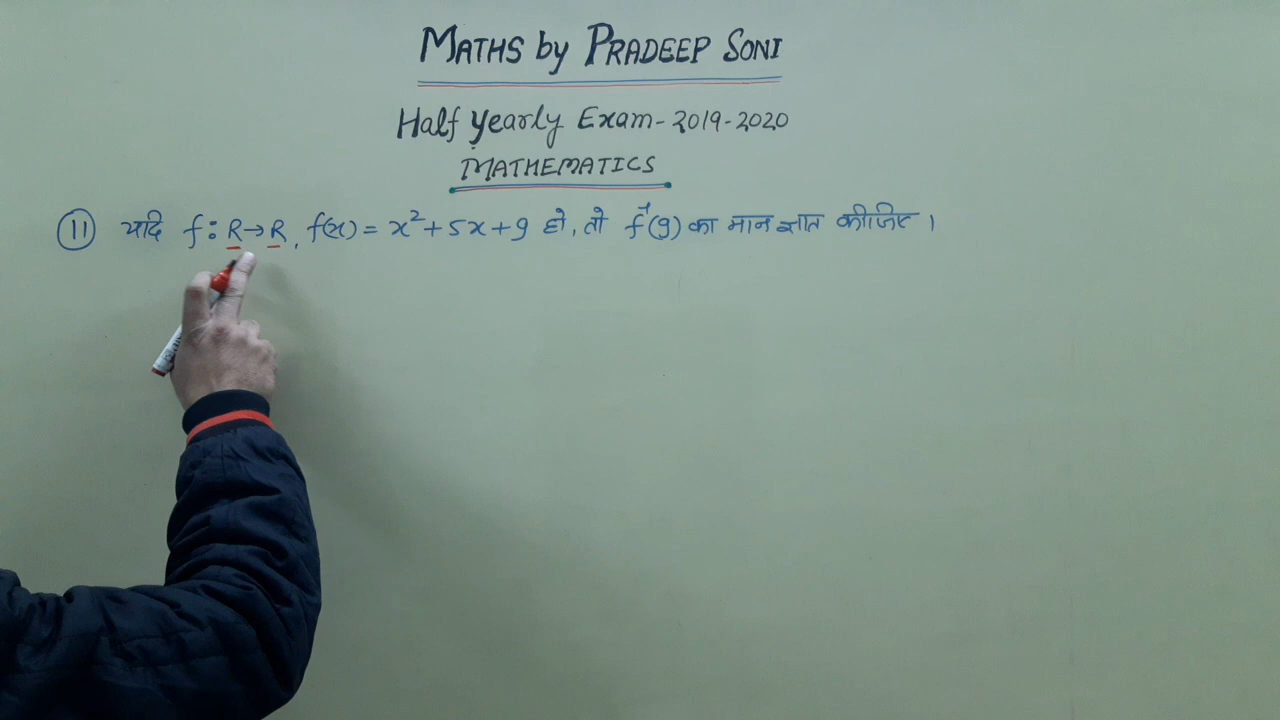 MATHS by PRADEEP SONI
Half Yearly Exam-2019-2020
MATHEMATICS
⑪ यदि f: R→R, f(x) = x²+5x+9 हो, तो f⁻¹(9) का मान ज्ञात कीजिए।